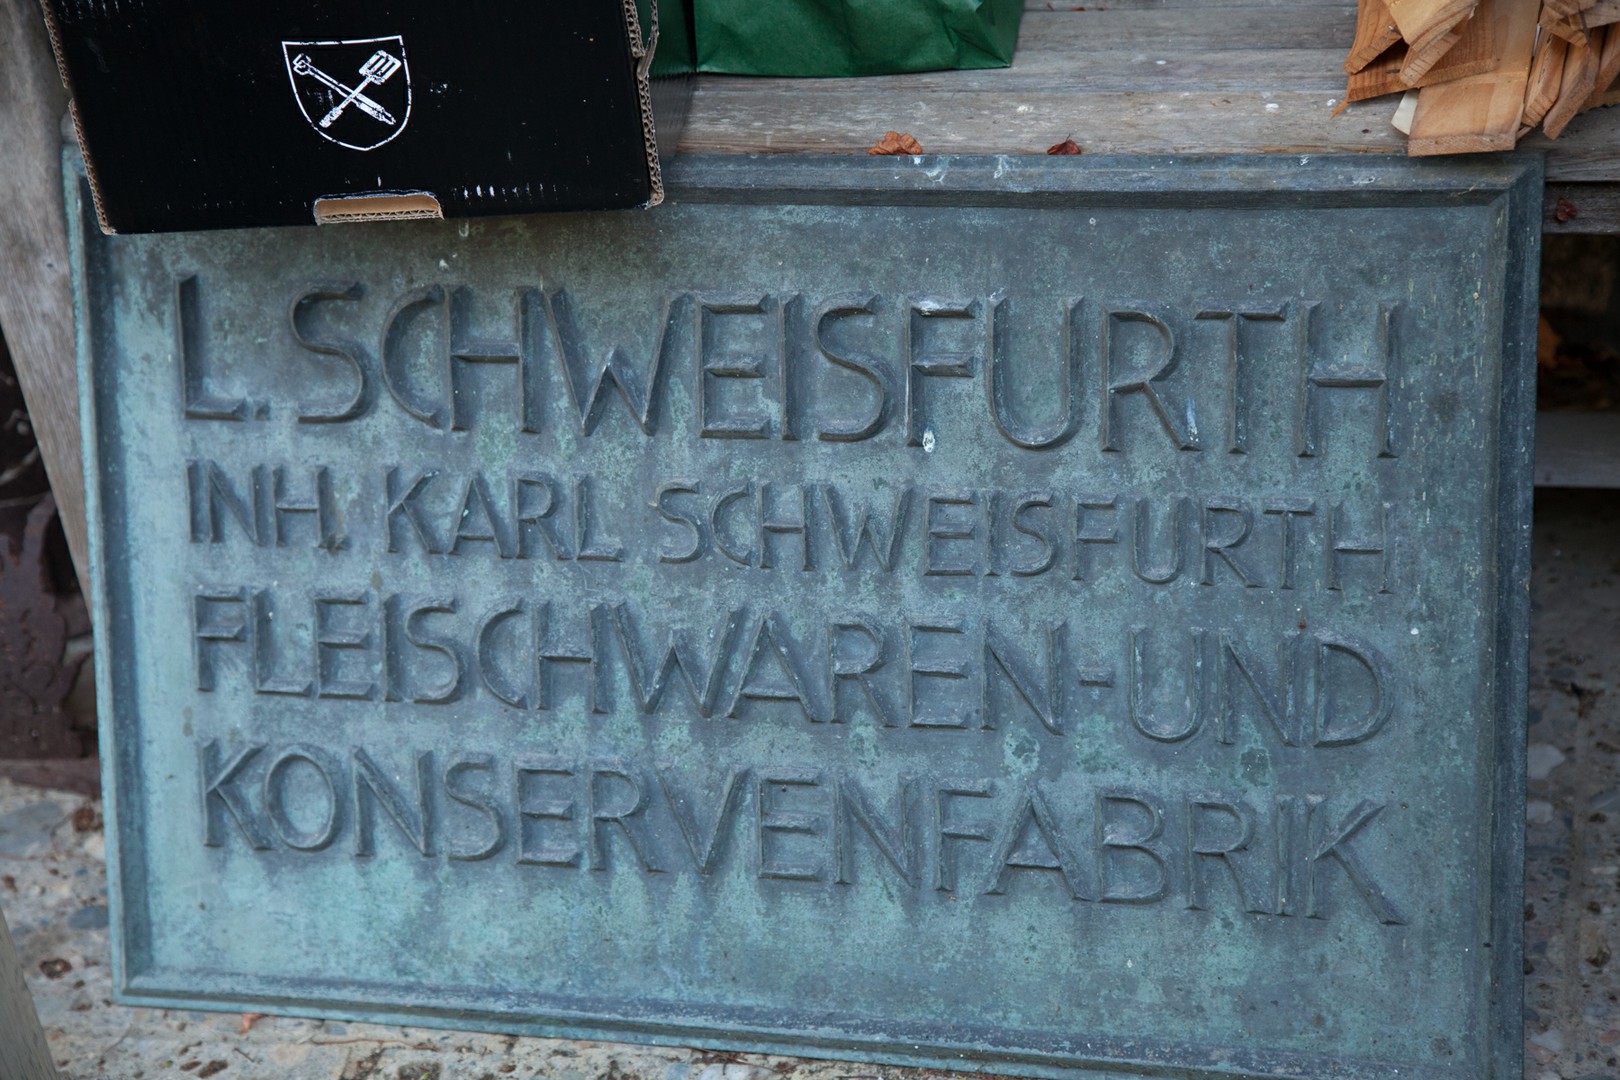 L. SCHWEISFURTH
INH. KARL SCHWEISFURTH
FLEISCHWAREN-UND
KONSERVENFABRIK